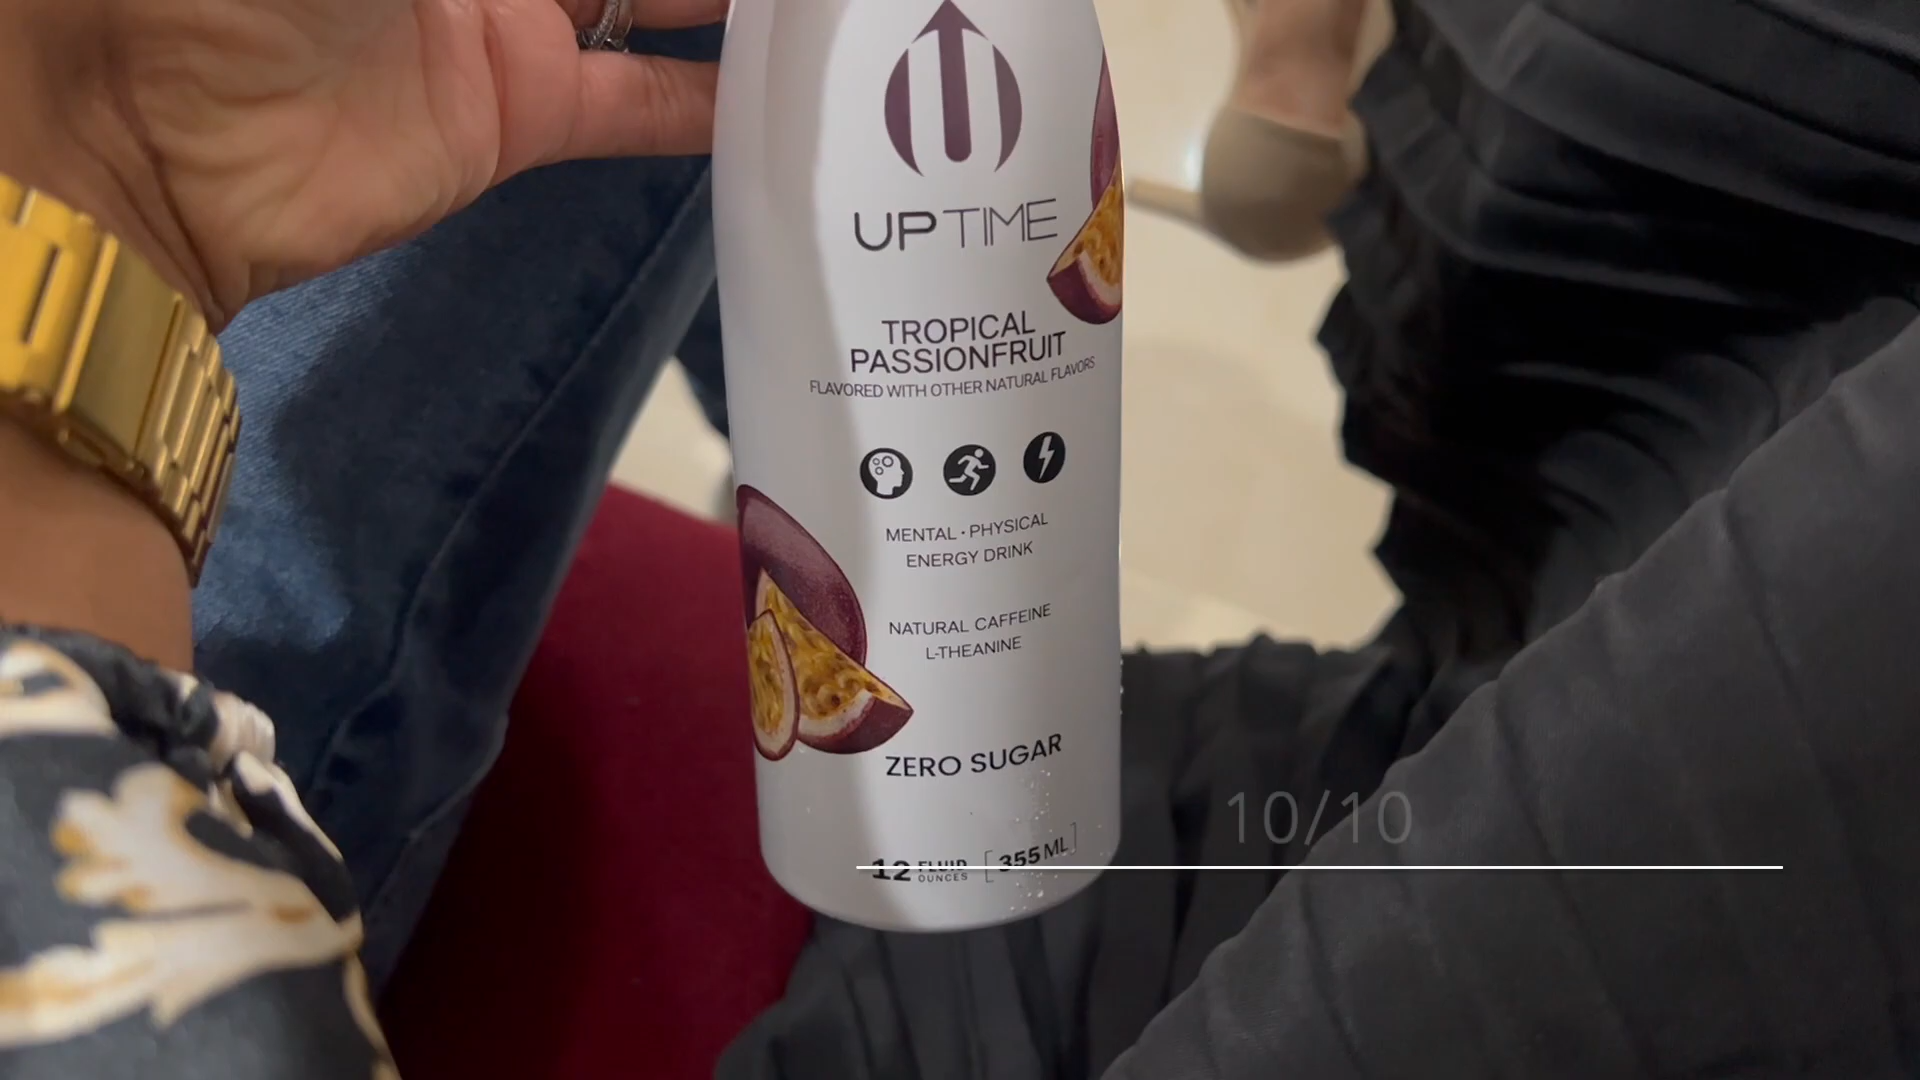 UPTIME
TROPICAL
PASSIONFRUIT
FLAVORED WITH OTHER NATURAL FLAVORS
MENTAL · PHYSICAL
ENERGY DRINK
NATURAL CAFFEINE
L-THEANINE
ZERO SUGAR
12 FLUID OUNCES [355 ML]
10/10